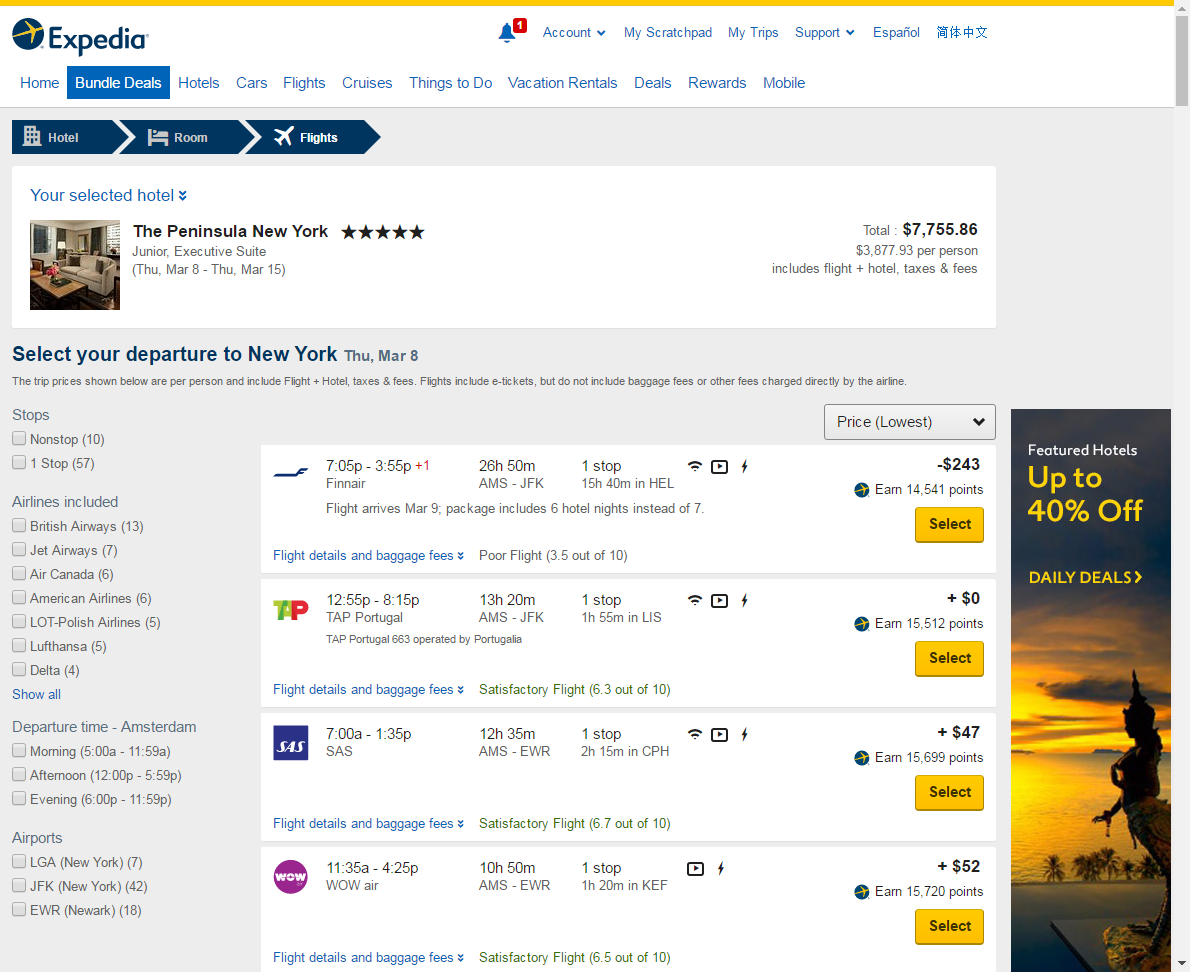 Expedia
1
Account
My Scratchpad
My Trips
Support
Español
简体中文
Home
Bundle Deals
Hotels
Cars
Flights
Cruises
Things to Do
Vacation Rentals
Deals
Rewards
Mobile
Hotel
Room
Flights
Your selected hotel
The Peninsula New York
Junior, Executive Suite
(Thu, Mar 8 - Thu, Mar 15)
Total : $7,755.86
$3,877.93 per person
includes flight + hotel, taxes & fees
Select your departure to New York Thu, Mar 8
The trip prices shown below are per person and include Flight + Hotel, taxes & fees. Flights include e-tickets, but do not include baggage fees or other fees charged directly by the airline.
Stops
Nonstop (10)
1 Stop (57)
Airlines included
British Airways (13)
Jet Airways (7)
Air Canada (6)
American Airlines (6)
LOT-Polish Airlines (5)
Lufthansa (5)
Delta (4)
Show all
Departure time - Amsterdam
Morning (5:00a - 11:59a)
Afternoon (12:00p - 5:59p)
Evening (6:00p - 11:59p)
Airports
LGA (New York) (7)
JFK (New York) (42)
EWR (Newark) (18)
Price (Lowest)
7:05p - 3:55p +1
Finnair
26h 50m
AMS - JFK
1 stop
15h 40m in HEL
-$243
Earn 14,541 points
Flight arrives Mar 9; package includes 6 hotel nights instead of 7.
Select
Flight details and baggage fees
Poor Flight (3.5 out of 10)
TAP
12:55p - 8:15p
TAP Portugal
TAP Portugal 663 operated by Portugalia
13h 20m
AMS - JFK
1 stop
1h 55m in LIS
+ $0
Earn 15,512 points
Select
Flight details and baggage fees
Satisfactory Flight (6.3 out of 10)
SAS
7:00a - 1:35p
SAS
12h 35m
AMS - EWR
1 stop
2h 15m in CPH
+ $47
Earn 15,699 points
Select
Flight details and baggage fees
Satisfactory Flight (6.7 out of 10)
WOW
11:35a - 4:25p
WOW air
10h 50m
AMS - EWR
1 stop
1h 20m in KEF
+ $52
Earn 15,720 points
Select
Flight details and baggage fees
Satisfactory Flight (6.5 out of 10)
Featured Hotels
Up to
40% Off
DAILY DEALS